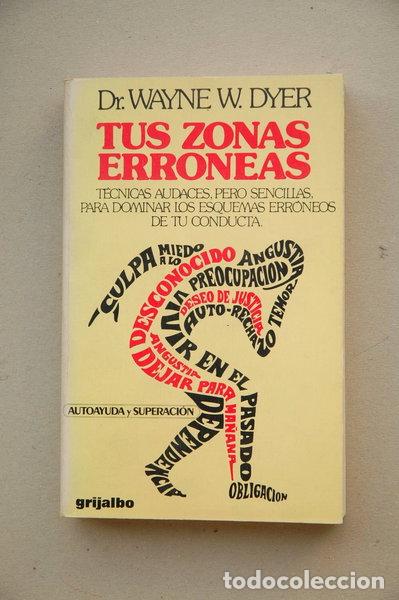 Dr. WAYNE W. DYER
TUS ZONAS
ERRONEAS
TÉCNICAS AUDACES, PERO SENCILLAS,
PARA DOMINAR LOS ESQUEMAS ERRÓNEOS
DE TU CONDUCTA.
CULPA
MIEDO
A LO
DESCONOCIDO
ANGUSTIA
PREOCUPACION
DESEO DE JUSTICIA
AUTO-RECHAZO
TEMOR
VIVIR EN EL PASADO
ANGUSTIA
DEJAR PARA
MAÑANA
DEPENDENCIA
OBLIGACION
AUTOAYUDA y SUPERACIÓN
grijalbo
todocoleccion